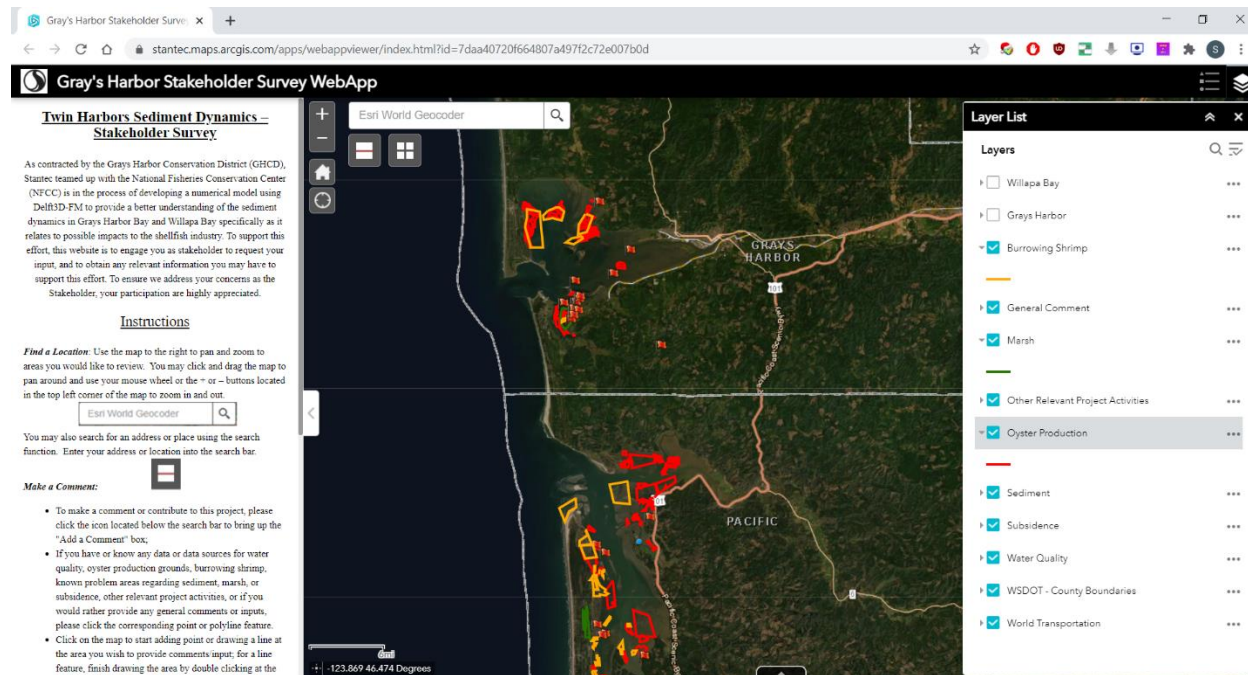 Gray's Harbor Stakeholder Surve
stantec.maps.arcgis.com/apps/webappviewer/index.html?id=7daa40720f664807a497f2c72e007b0d
S
Gray's Harbor Stakeholder Survey WebApp
Twin Harbors Sediment Dynamics –
Stakeholder Survey
As contracted by the Grays Harbor Conservation District (GHCD),
Stantec teamed up with the National Fisheries Conservation Center
(NFCC) is in the process of developing a numerical model using
Delft3D-FM to provide a better understanding of the sediment
dynamics in Grays Harbor Bay and Willapa Bay specifically as it
relates to possible impacts to the shellfish industry. To support this
effort, this website is to engage you as stakeholder to request your
input, and to obtain any relevant information you may have to
support this effort. To ensure we address your concerns as the
Stakeholder, your participation are highly appreciated.
Instructions
Find a Location: Use the map to the right to pan and zoom to
areas you would like to review. You may click and drag the map to
pan around and use your mouse wheel or the + or – buttons located
in the top left corner of the map to zoom in and out.
Esri World Geocoder
You may also search for an address or place using the search
function. Enter your address or location into the search bar.
Make a Comment:
• To make a comment or contribute to this project, please
click the icon located below the search bar to bring up the
"Add a Comment" box;
• If you have or know any data or data sources for water
quality, oyster production grounds, burrowing shrimp,
known problem areas regarding sediment, marsh, or
subsidence, other relevant project activities, or if you
would rather provide any general comments or inputs,
please click the corresponding point or polyline feature.
• Click on the map to start adding point or drawing a line at
the area you wish to provide comments/input; for a line
feature, finish drawing the area by double clicking at the
+
–
Esri World Geocoder
GRAYS
HARBOR
101
PACIFIC
101
Pacific Coast Scenic
6mi
-123.869 46.474 Degrees
Layer List
Layers
Willapa Bay
Grays Harbor
Burrowing Shrimp
General Comment
Marsh
Other Relevant Project Activities
Oyster Production
Sediment
Subsidence
Water Quality
WSDOT - County Boundaries
World Transportation